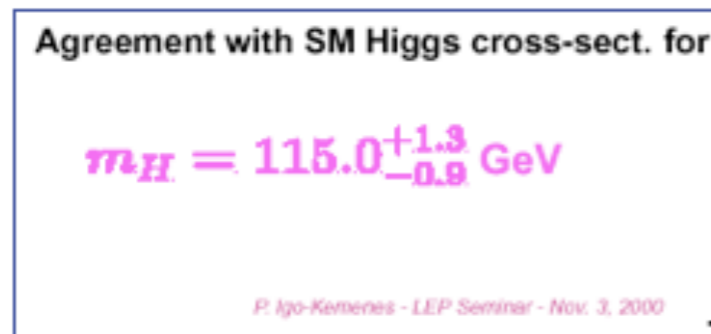 Agreement with SM Higgs cross-sect. for
m_H = 115.0^{+1.3}_{-0.9} GeV
P. Igo-Kemenes - LEP Seminar - Nov. 3, 2000